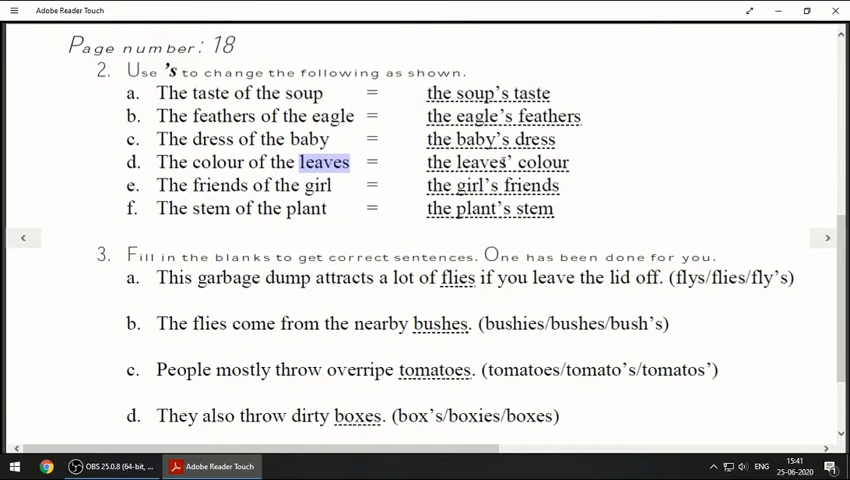 Adobe Reader Touch
Page number: 18
2. Use 's to change the following as shown.
a. The taste of the soup = the soup's taste
b. The feathers of the eagle = the eagle's feathers
c. The dress of the baby = the baby's dress
d. The colour of the leaves = the leaves' colour
e. The friends of the girl = the girl's friends
f. The stem of the plant = the plant's stem
3. Fill in the blanks to get correct sentences. One has been done for you.
a. This garbage dump attracts a lot of flies if you leave the lid off. (flys/flies/fly's)
b. The flies come from the nearby bushes. (bushies/bushes/bush's)
c. People mostly throw overripe tomatoes. (tomatoes/tomato's/tomatos')
d. They also throw dirty boxes. (box's/boxies/boxes)
OBS 25.0.8 (64-bit, ... Adobe Reader Touch ENG 15:41
25-06-2020